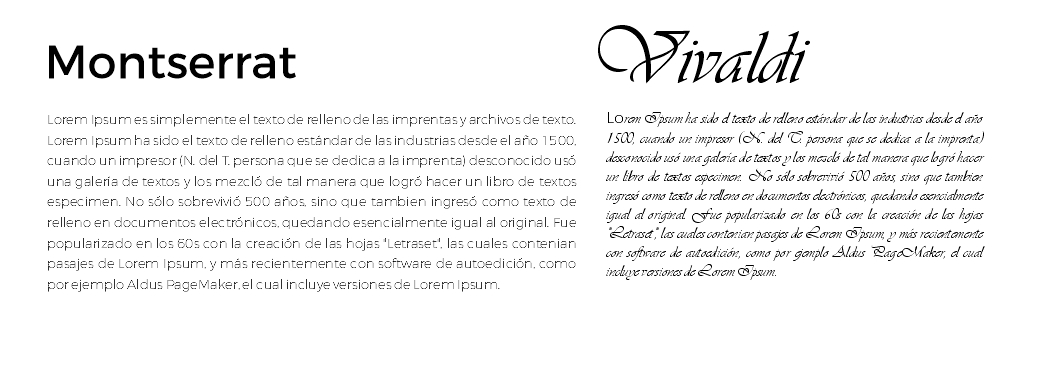 Montserrat
Lorem Ipsum es simplemente el texto de relleno de las imprentas y archivos de texto.
Lorem Ipsum ha sido el texto de relleno estándar de las industrias desde el año 1500,
cuando un impresor (N. del T. persona que se dedica a la imprenta) desconocido usó
una galería de textos y los mezcló de tal manera que logró hacer un libro de textos
especimen. No sólo sobrevivió 500 años, sino que tambien ingresó como texto de
relleno en documentos electrónicos, quedando esencialmente igual al original. Fue
popularizado en los 60s con la creación de las hojas "Letraset", las cuales contenian
pasajes de Lorem Ipsum, y más recientemente con software de autoedición, como
por ejemplo Aldus PageMaker, el cual incluye versiones de Lorem Ipsum.
Vivaldi
Lorem Ipsum ha sido el texto de relleno estándar de las industrias desde el año
1500, cuando un impresor (N. del T. persona que se dedica a la imprenta)
desconocido usó una galería de textos y los mezcló de tal manera que logró hacer
un libro de textos especimen. No sólo sobrevivió 500 años, sino que tambien
ingresó como texto de relleno en documentos electrónicos, quedando esencialmente
igual al original. Fue popularizado en los 60s con la creación de las hojas
"Letraset", las cuales contenian pasajes de Lorem Ipsum, y más recientemente
con software de autoedición, como por ejemplo Aldus PageMaker, el cual
incluye versiones de Lorem Ipsum.